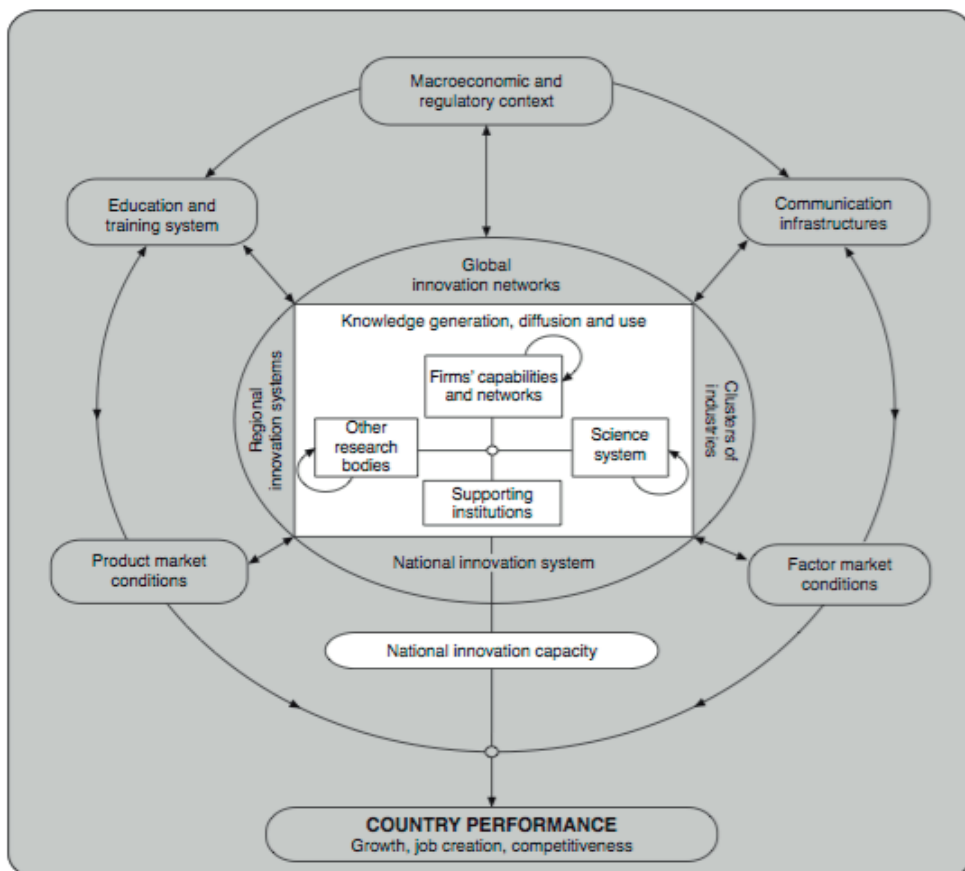 Macroeconomic and
regulatory context
Education and
training system
Communication
infrastructures
Global
innovation networks
Knowledge generation, diffusion and use
Regional
innovation systems
Firms' capabilities
and networks
Clusters of
industries
Other
research
bodies
Science
system
Supporting
institutions
Product market
conditions
National innovation system
Factor market
conditions
National innovation capacity
COUNTRY PERFORMANCE
Growth, job creation, competitiveness